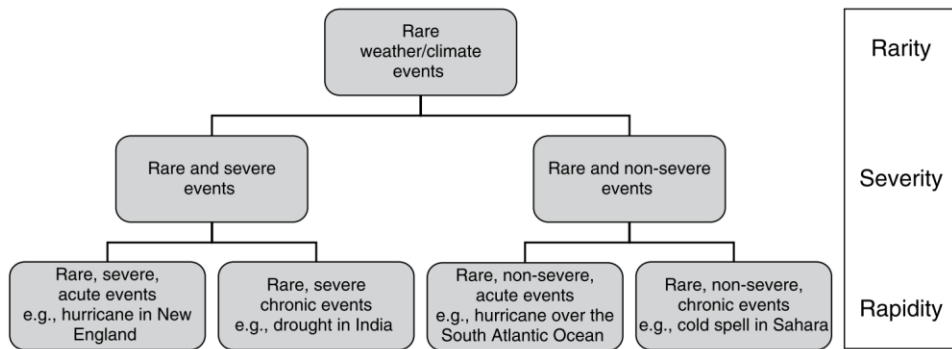 Rare
weather/climate
events
Rarity
Rare and severe
events
Rare and non-severe
events
Severity
Rare, severe,
acute events
e.g., hurricane in New
England
Rare, severe
chronic events
e.g., drought in India
Rare, non-severe,
acute events
e.g., hurricane over the
South Atlantic Ocean
Rare, non-severe,
chronic events
e.g., cold spell in Sahara
Rapidity